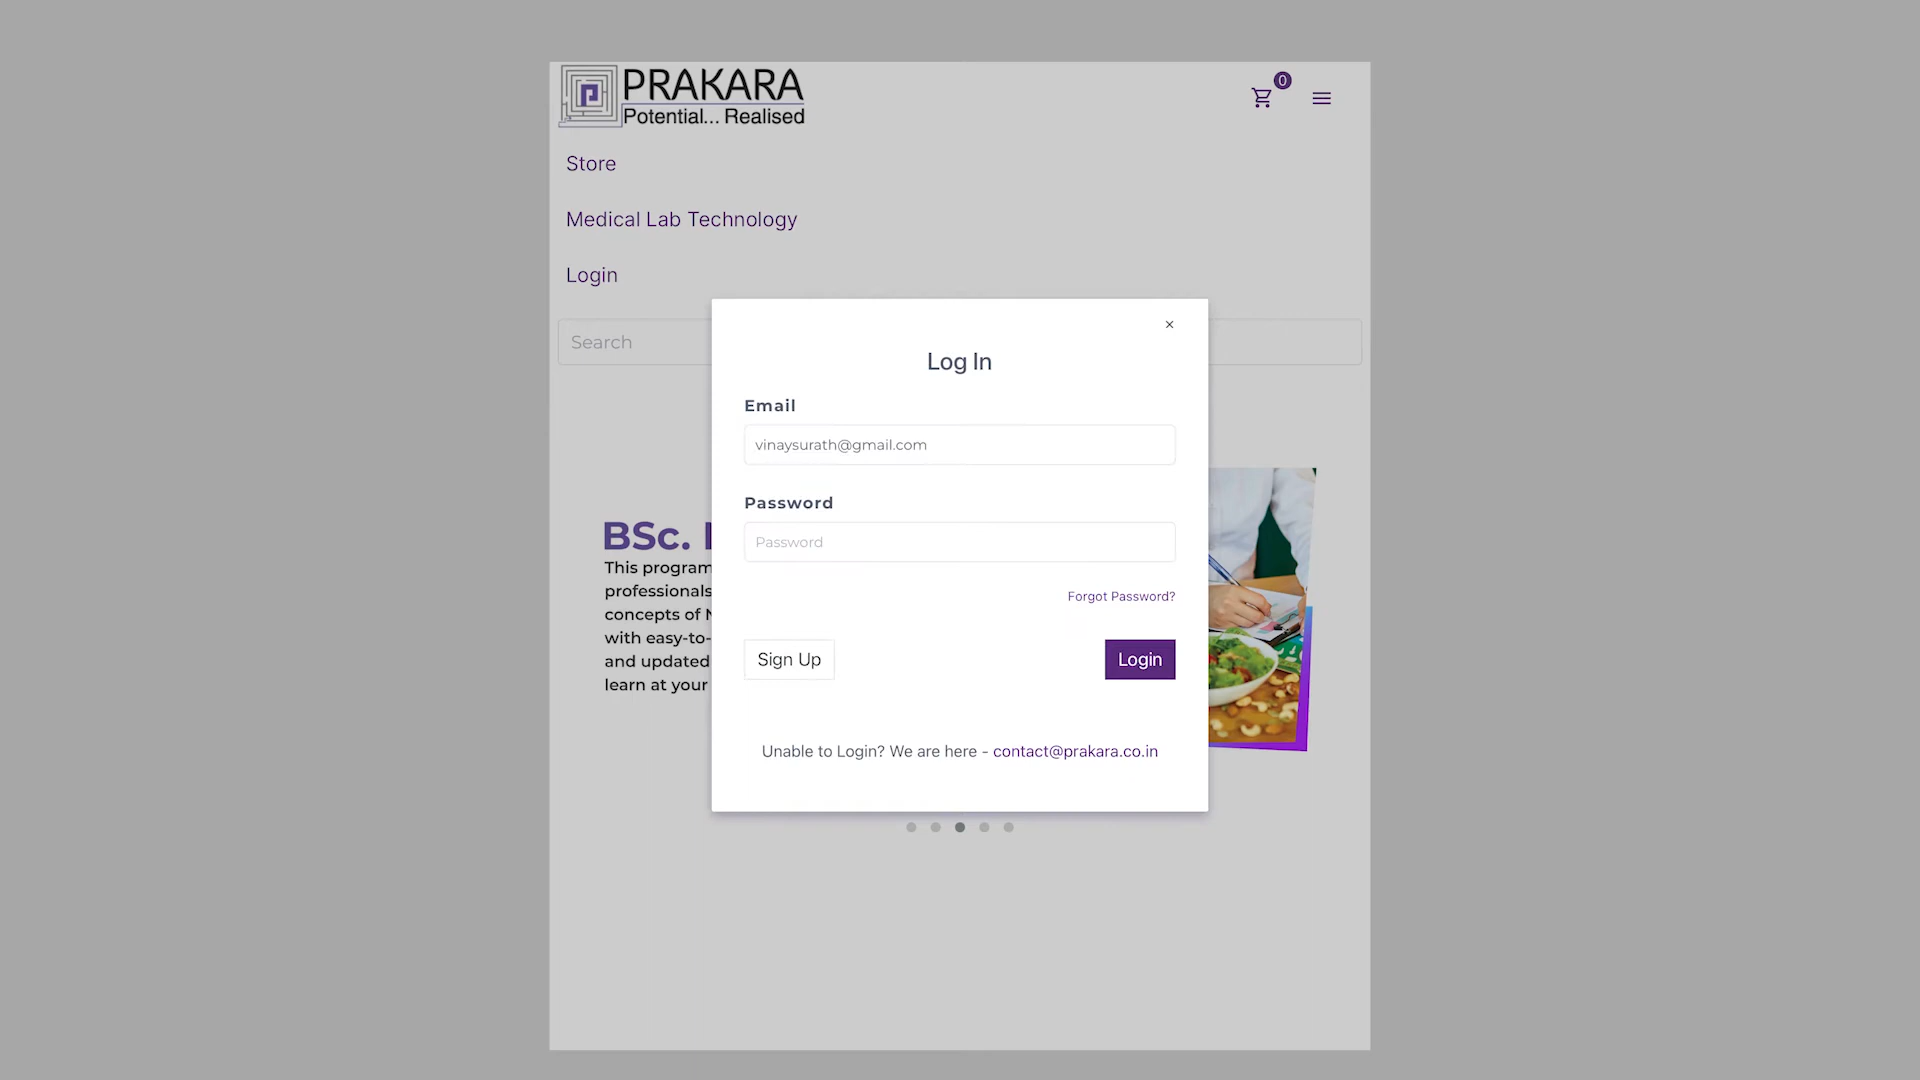 PRAKARA
Potential... Realised
0
Store
Medical Lab Technology
Login
Search
×
Log In
Email
vinaysurath@gmail.com
Password
Password
Forgot Password?
Sign Up
Login
Unable to Login? We are here - contact@prakara.co.in
BSc.
This program
professionals
concepts of
with easy-to-
and updated
learn at your